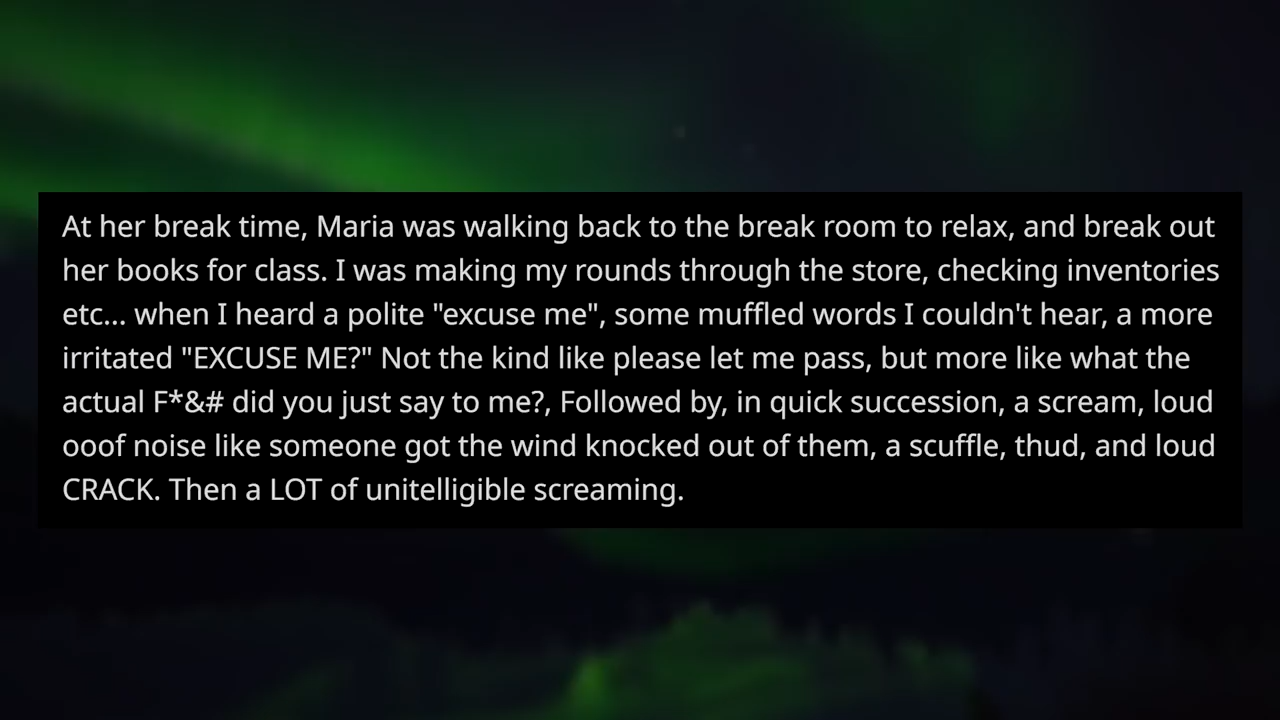 At her break time, Maria was walking back to the break room to relax, and break out
her books for class. I was making my rounds through the store, checking inventories
etc... when I heard a polite "excuse me", some muffled words I couldn't hear, a more
irritated "EXCUSE ME?" Not the kind like please let me pass, but more like what the
actual F*&# did you just say to me?, Followed by, in quick succession, a scream, loud
ooof noise like someone got the wind knocked out of them, a scuffle, thud, and loud
CRACK. Then a LOT of unitelligible screaming.